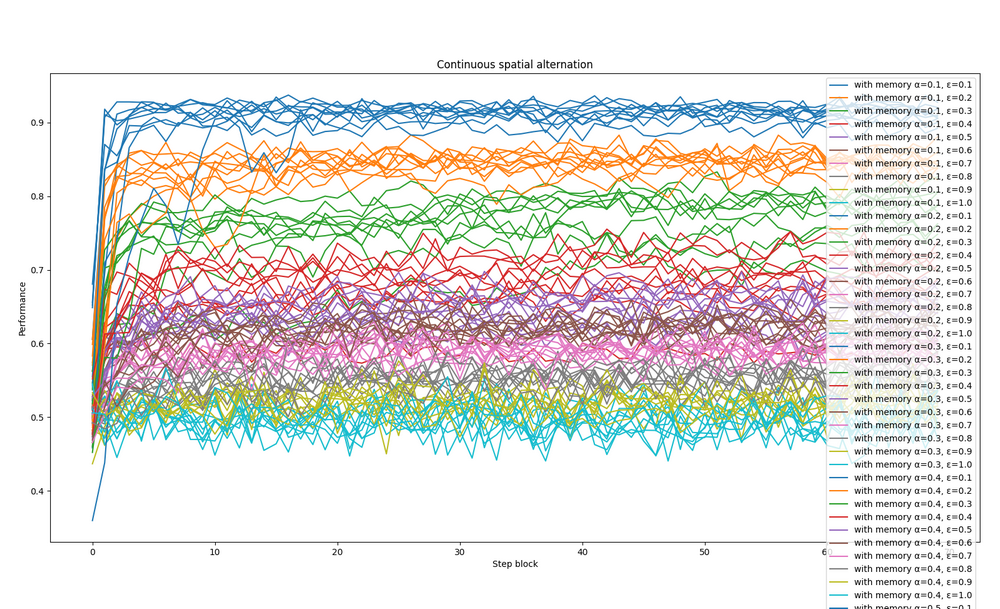 Continuous spatial alternation
Performance
0.9
0.8
0.7
0.6
0.5
0.4
0 10 20 30 40 50 60
Step block
with memory α=0.1, ε=0.1
with memory α=0.1, ε=0.2
with memory α=0.1, ε=0.3
with memory α=0.1, ε=0.4
with memory α=0.1, ε=0.5
with memory α=0.1, ε=0.6
with memory α=0.1, ε=0.7
with memory α=0.1, ε=0.8
with memory α=0.1, ε=0.9
with memory α=0.1, ε=1.0
with memory α=0.2, ε=0.1
with memory α=0.2, ε=0.2
with memory α=0.2, ε=0.3
with memory α=0.2, ε=0.4
with memory α=0.2, ε=0.5
with memory α=0.2, ε=0.6
with memory α=0.2, ε=0.7
with memory α=0.2, ε=0.8
with memory α=0.2, ε=0.9
with memory α=0.2, ε=1.0
with memory α=0.3, ε=0.1
with memory α=0.3, ε=0.2
with memory α=0.3, ε=0.3
with memory α=0.3, ε=0.4
with memory α=0.3, ε=0.5
with memory α=0.3, ε=0.6
with memory α=0.3, ε=0.7
with memory α=0.3, ε=0.8
with memory α=0.3, ε=0.9
with memory α=0.3, ε=1.0
with memory α=0.4, ε=0.1
with memory α=0.4, ε=0.2
with memory α=0.4, ε=0.3
with memory α=0.4, ε=0.4
with memory α=0.4, ε=0.5
with memory α=0.4, ε=0.6
with memory α=0.4, ε=0.7
with memory α=0.4, ε=0.8
with memory α=0.4, ε=0.9
with memory α=0.4, ε=1.0
with memory α=0.5, ε=0.1